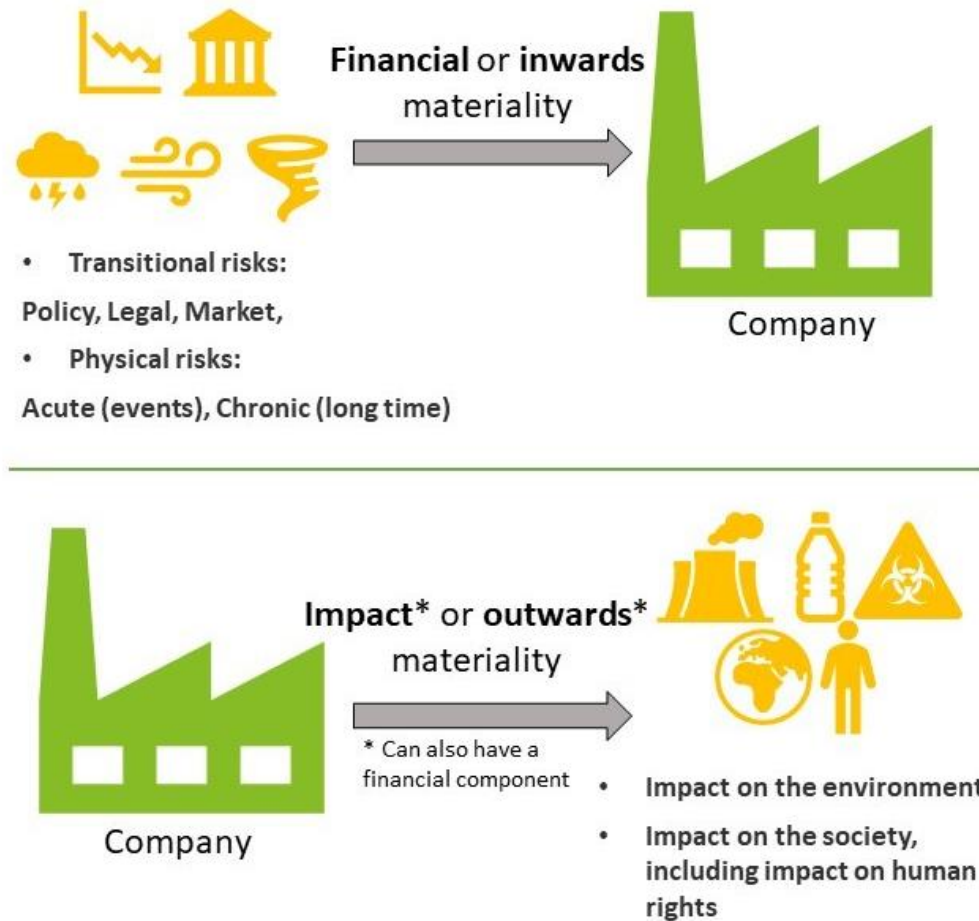 Financial or inwards
materiality
• Transitional risks:
Policy, Legal, Market,
• Physical risks:
Acute (events), Chronic (long time)
Company
Impact* or outwards*
materiality
* Can also have a
financial component
Company
• Impact on the environment
• Impact on the society,
including impact on human
rights